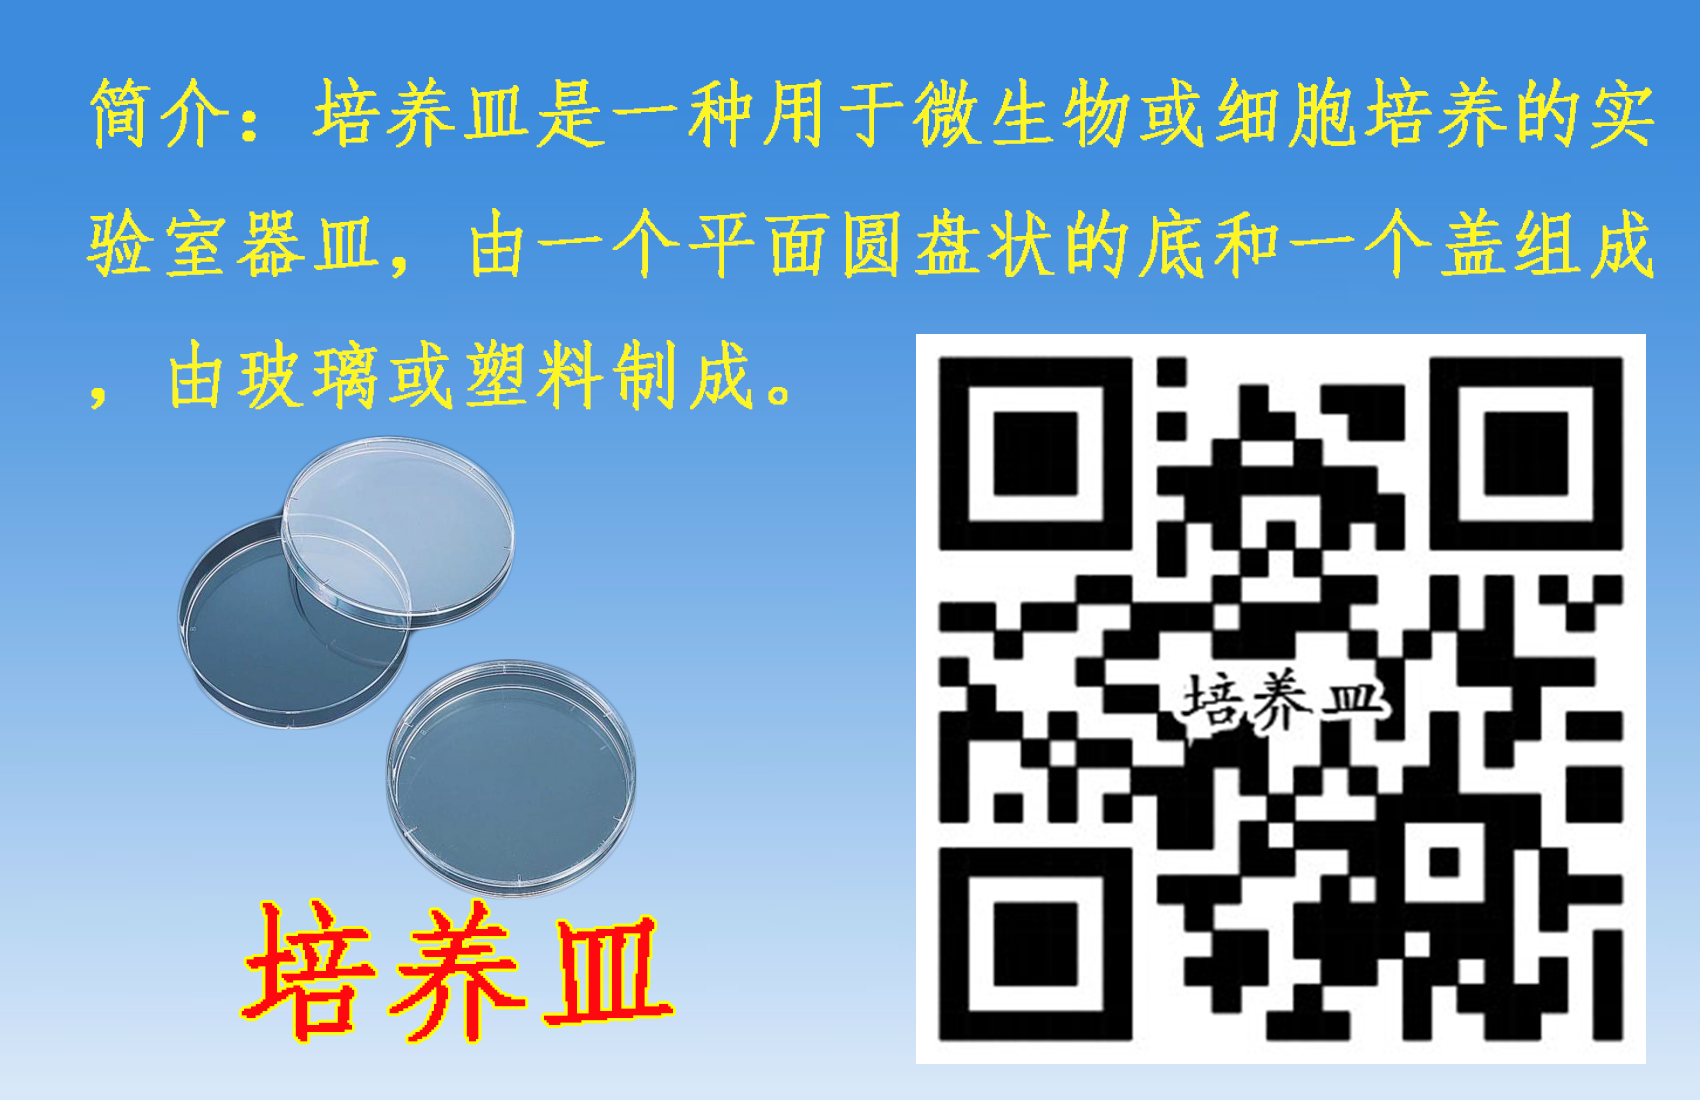 简介：培养皿是一种用于微生物或细胞培养的实
验室器皿，由一个平面圆盘状的底和一个盖组成
，由玻璃或塑料制成。
培养皿
培养皿